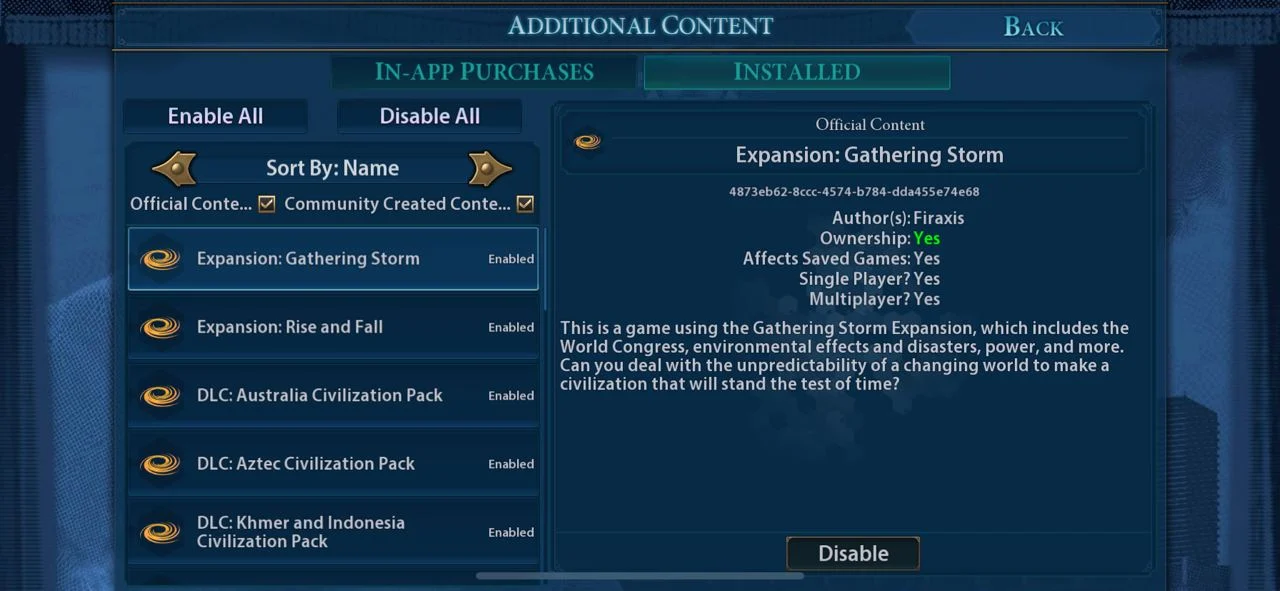 ADDITIONAL CONTENT
BACK
IN-APP PURCHASES
INSTALLED
Enable All
Disable All
Sort By: Name
Official Conte...
Community Created Conte...
Expansion: Gathering Storm
Enabled
Expansion: Rise and Fall
Enabled
DLC: Australia Civilization Pack
Enabled
DLC: Aztec Civilization Pack
Enabled
DLC: Khmer and Indonesia
Civilization Pack
Enabled
Official Content
Expansion: Gathering Storm
4873eb62-8ccc-4574-b784-dda455e74e68
Author(s): Firaxis
Ownership: Yes
Affects Saved Games: Yes
Single Player? Yes
Multiplayer? Yes
This is a game using the Gathering Storm Expansion, which includes the
World Congress, environmental effects and disasters, power, and more.
Can you deal with the unpredictability of a changing world to make a
civilization that will stand the test of time?
Disable